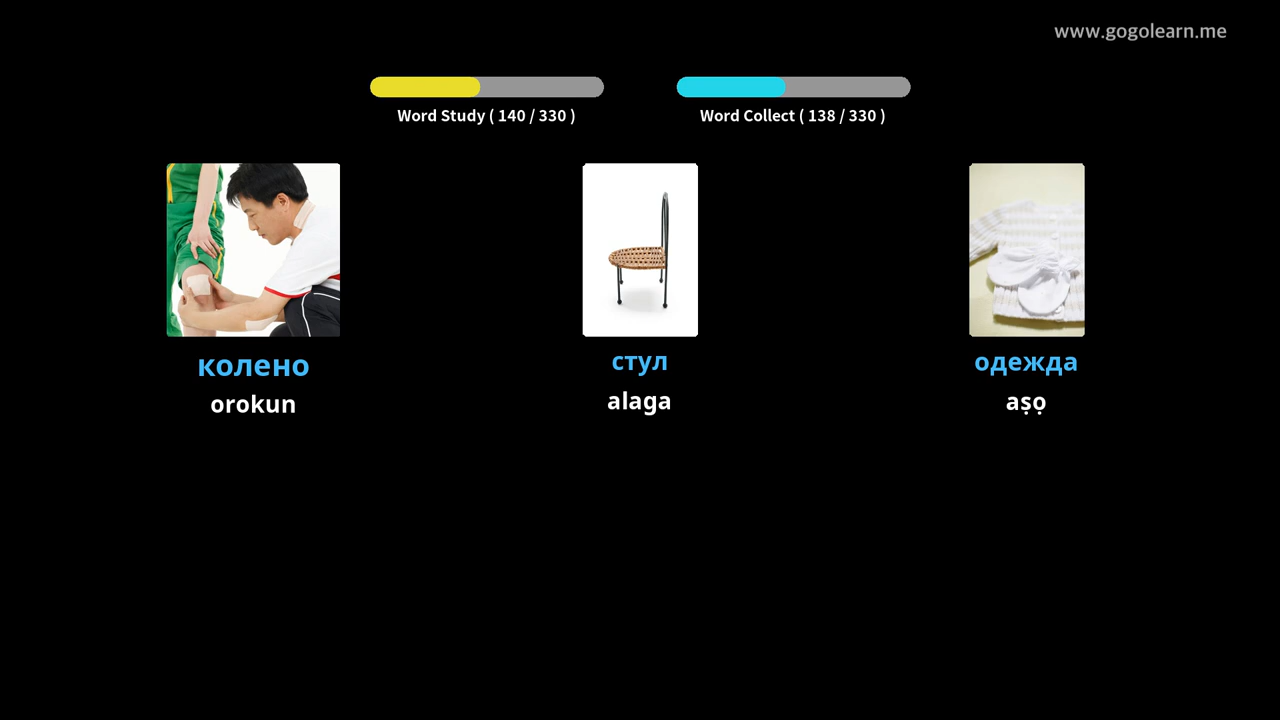 www.gogolearn.me
Word Study ( 140 / 330 )
Word Collect ( 138 / 330 )
колено
orokun
стул
alaga
одежда
aṣọ